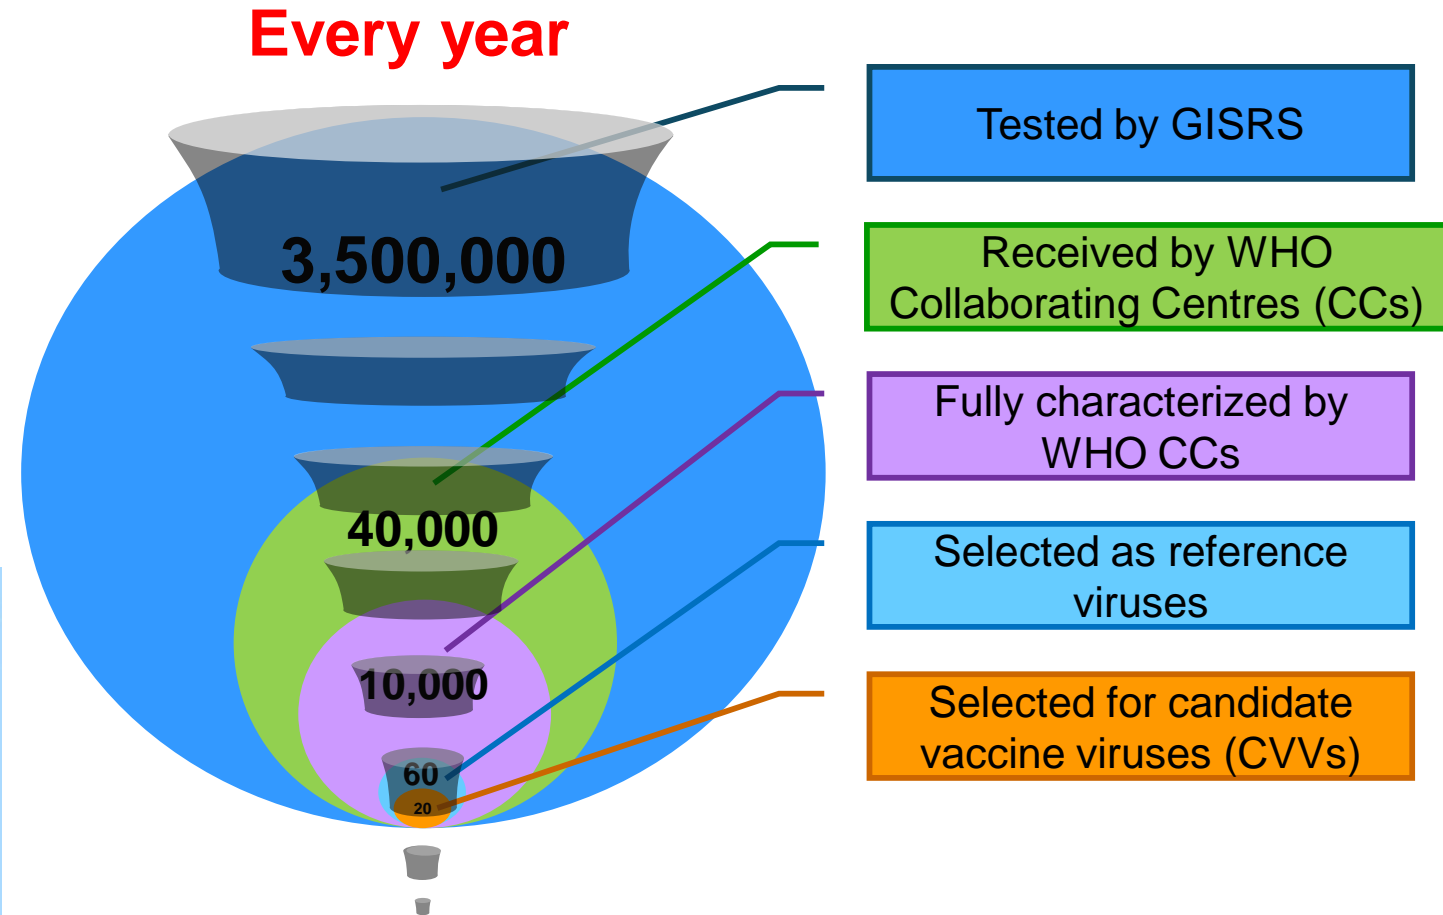 Every year
Tested by GISRS
3,500,000
Received by WHO
Collaborating Centres (CCs)
Fully characterized by
WHO CCs
40,000
Selected as reference
viruses
10,000
Selected for candidate
vaccine viruses (CVVs)
60
20